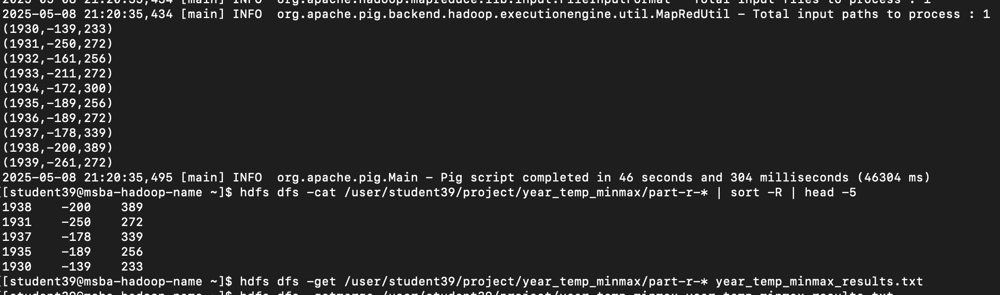 2025-05-08 21:20:35,434 [main] INFO  org.apache.hadoop.mapreduce.lib.input.FileInputFormat - Total input files to process : 1
2025-05-08 21:20:35,434 [main] INFO  org.apache.pig.backend.hadoop.executionengine.util.MapRedUtil - Total input paths to process : 1
(1930,-139,233)
(1931,-250,272)
(1932,-161,256)
(1933,-211,272)
(1934,-172,300)
(1935,-189,256)
(1936,-189,272)
(1937,-178,339)
(1938,-200,389)
(1939,-261,272)
2025-05-08 21:20:35,495 [main] INFO  org.apache.pig.Main - Pig script completed in 46 seconds and 304 milliseconds (46304 ms)
[[student39@msba-hadoop-name ~]$ hdfs dfs -cat /user/student39/project/year_temp_minmax/part-r-* | sort -R | head -5
1938    -200    389
1931    -250    272
1937    -178    339
1935    -189    256
1930    -139    233
[[student39@msba-hadoop-name ~]$ hdfs dfs -get /user/student39/project/year_temp_minmax/part-r-* year_temp_minmax_results.txt
[[student39@msba-hadoop-name ~]$ hdfs dfs -getmerge /user/student39/project/year_temp_minmax year_temp_minmax_results.txt